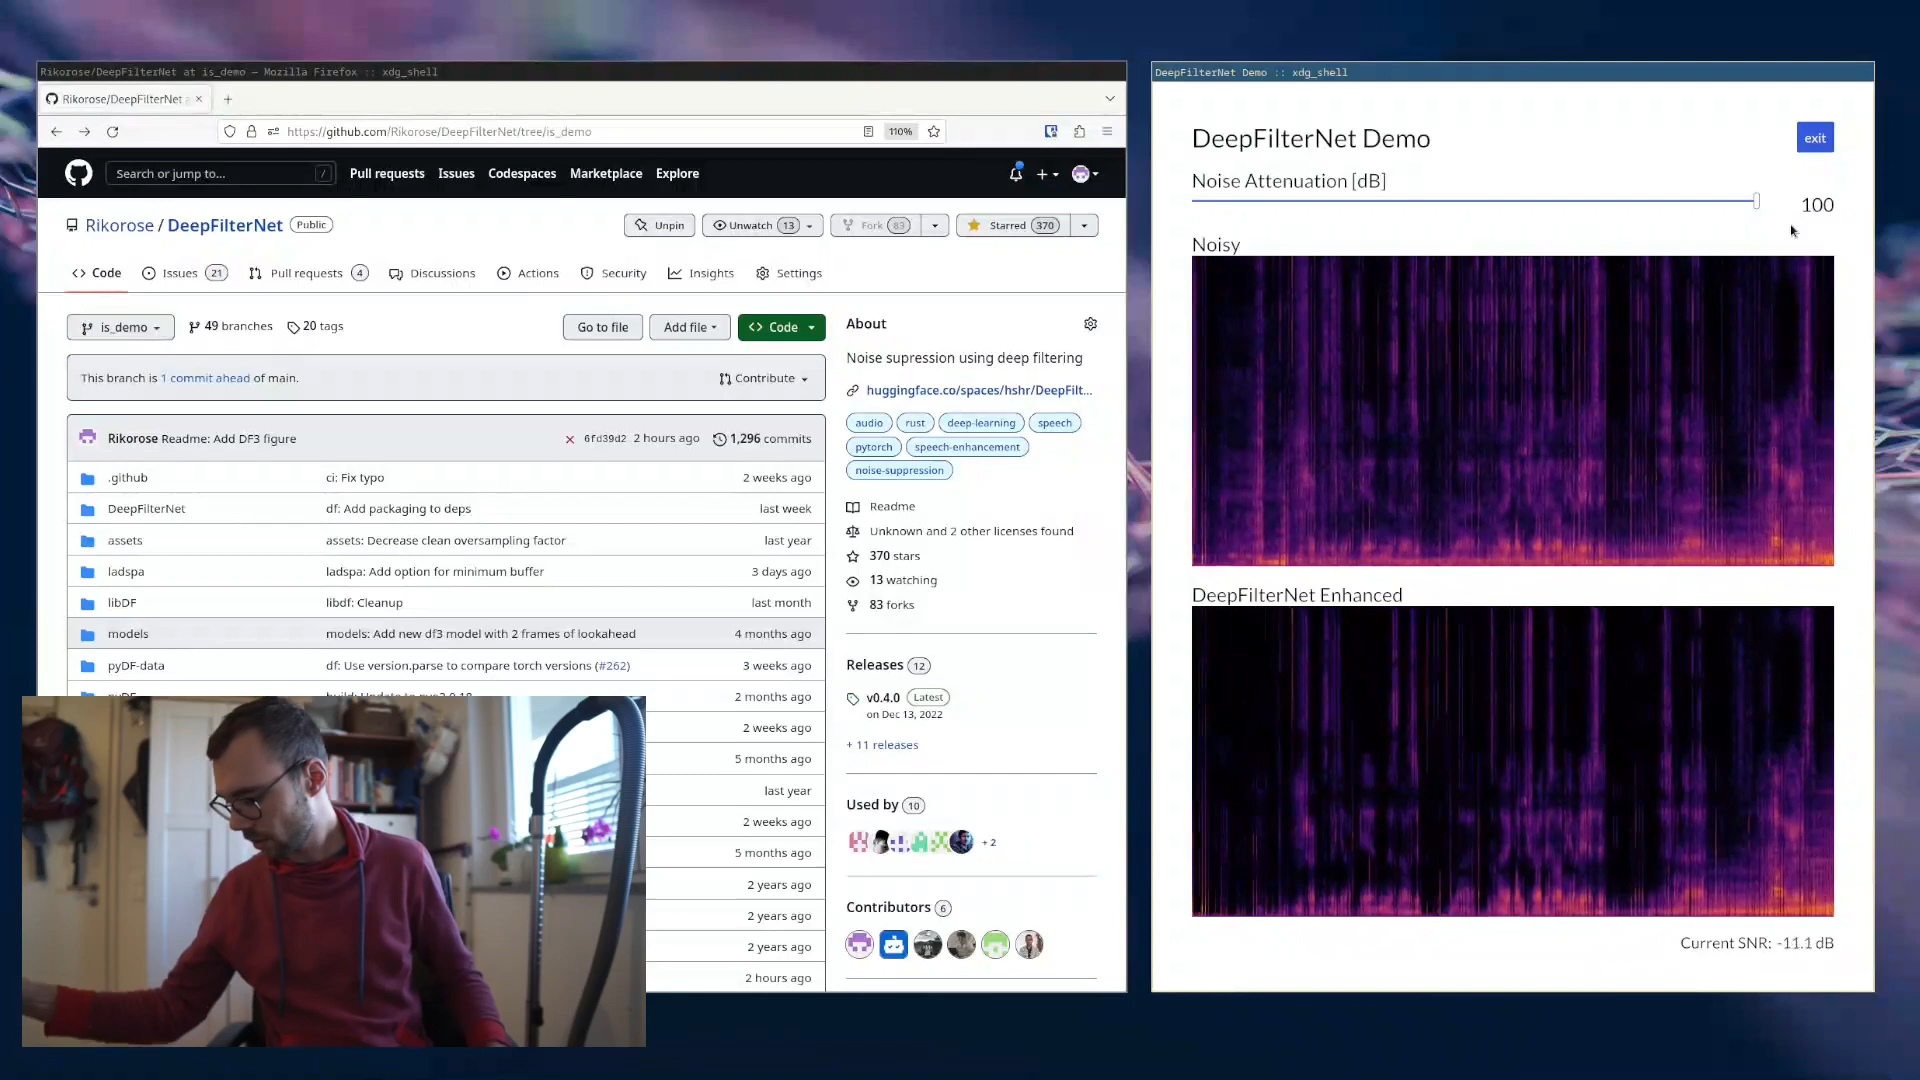 Rikorose/DeepFilterNet at is_demo — Mozilla Firefox :: xdg_shell
Rikorose/DeepFilterNet
https://github.com/Rikorose/DeepFilterNet/tree/is_demo
110%
Search or jump to...
/
Pull requests
Issues
Codespaces
Marketplace
Explore
Rikorose / DeepFilterNet
Public
Unpin
Unwatch 13
Fork 83
Starred 370
Code
Issues 21
Pull requests 4
Discussions
Actions
Security
Insights
Settings
is_demo
49 branches
20 tags
Go to file
Add file
Code
This branch is 1 commit ahead of main.
Contribute
Rikorose Readme: Add DF3 figure
6fd39d2 2 hours ago
1,296 commits
.github ci: Fix typo 2 weeks ago
DeepFilterNet df: Add packaging to deps last week
assets assets: Decrease clean oversampling factor last year
ladspa ladspa: Add option for minimum buffer 3 days ago
libDF libdf: Cleanup last month
models models: Add new df3 model with 2 frames of lookahead 4 months ago
pyDF-data df: Use version.parse to compare torch versions (#262) 3 weeks ago
2 months ago
2 weeks ago
5 months ago
last year
2 weeks ago
5 months ago
2 years ago
2 years ago
2 years ago
2 hours ago
About
Noise supression using deep filtering
huggingface.co/spaces/hshr/DeepFilt...
audio
rust
deep-learning
speech
pytorch
speech-enhancement
noise-suppression
Readme
Unknown and 2 other licenses found
370 stars
13 watching
83 forks
Releases 12
v0.4.0 Latest
on Dec 13, 2022
+ 11 releases
Used by 10
+ 2
Contributors 6
DeepFilterNet Demo :: xdg_shell
DeepFilterNet Demo
exit
Noise Attenuation [dB]
100
Noisy
DeepFilterNet Enhanced
Current SNR: -11.1 dB